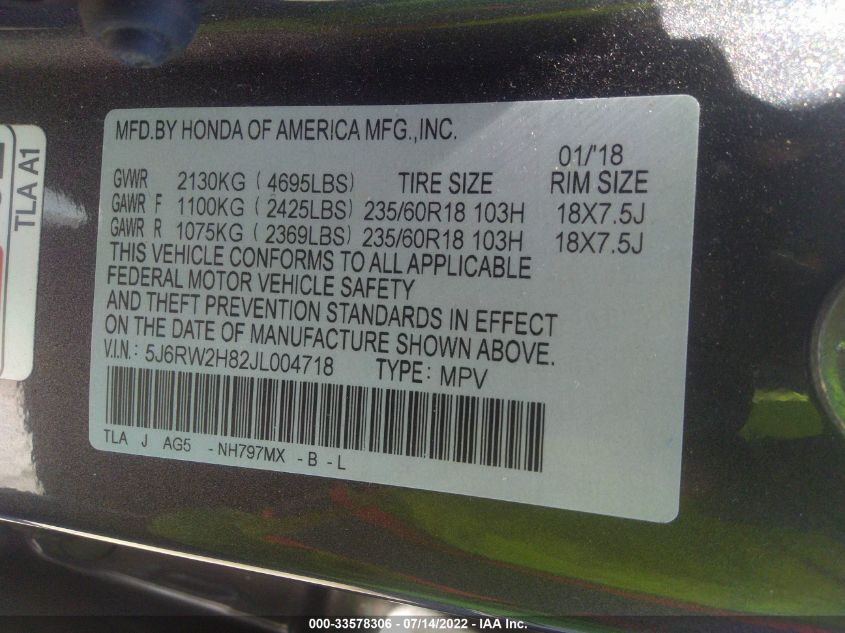 MFD.BY HONDA OF AMERICA MFG.,INC.
01/'18
GVWR 2130KG ( 4695LBS) TIRE SIZE RIM SIZE
GAWR F 1100KG ( 2425LBS) 235/60R18 103H 18X7.5J
GAWR R 1075KG ( 2369LBS) 235/60R18 103H 18X7.5J
THIS VEHICLE CONFORMS TO ALL APPLICABLE
FEDERAL MOTOR VEHICLE SAFETY
AND THEFT PREVENTION STANDARDS IN EFFECT
ON THE DATE OF MANUFACTURE SHOWN ABOVE.
V.I.N.: 5J6RW2H82JL004718 TYPE: MPV
TLA J AG5 -NH797MX -B -L
TLA A1
000-33578306 - 07/14/2022 - IAA Inc.